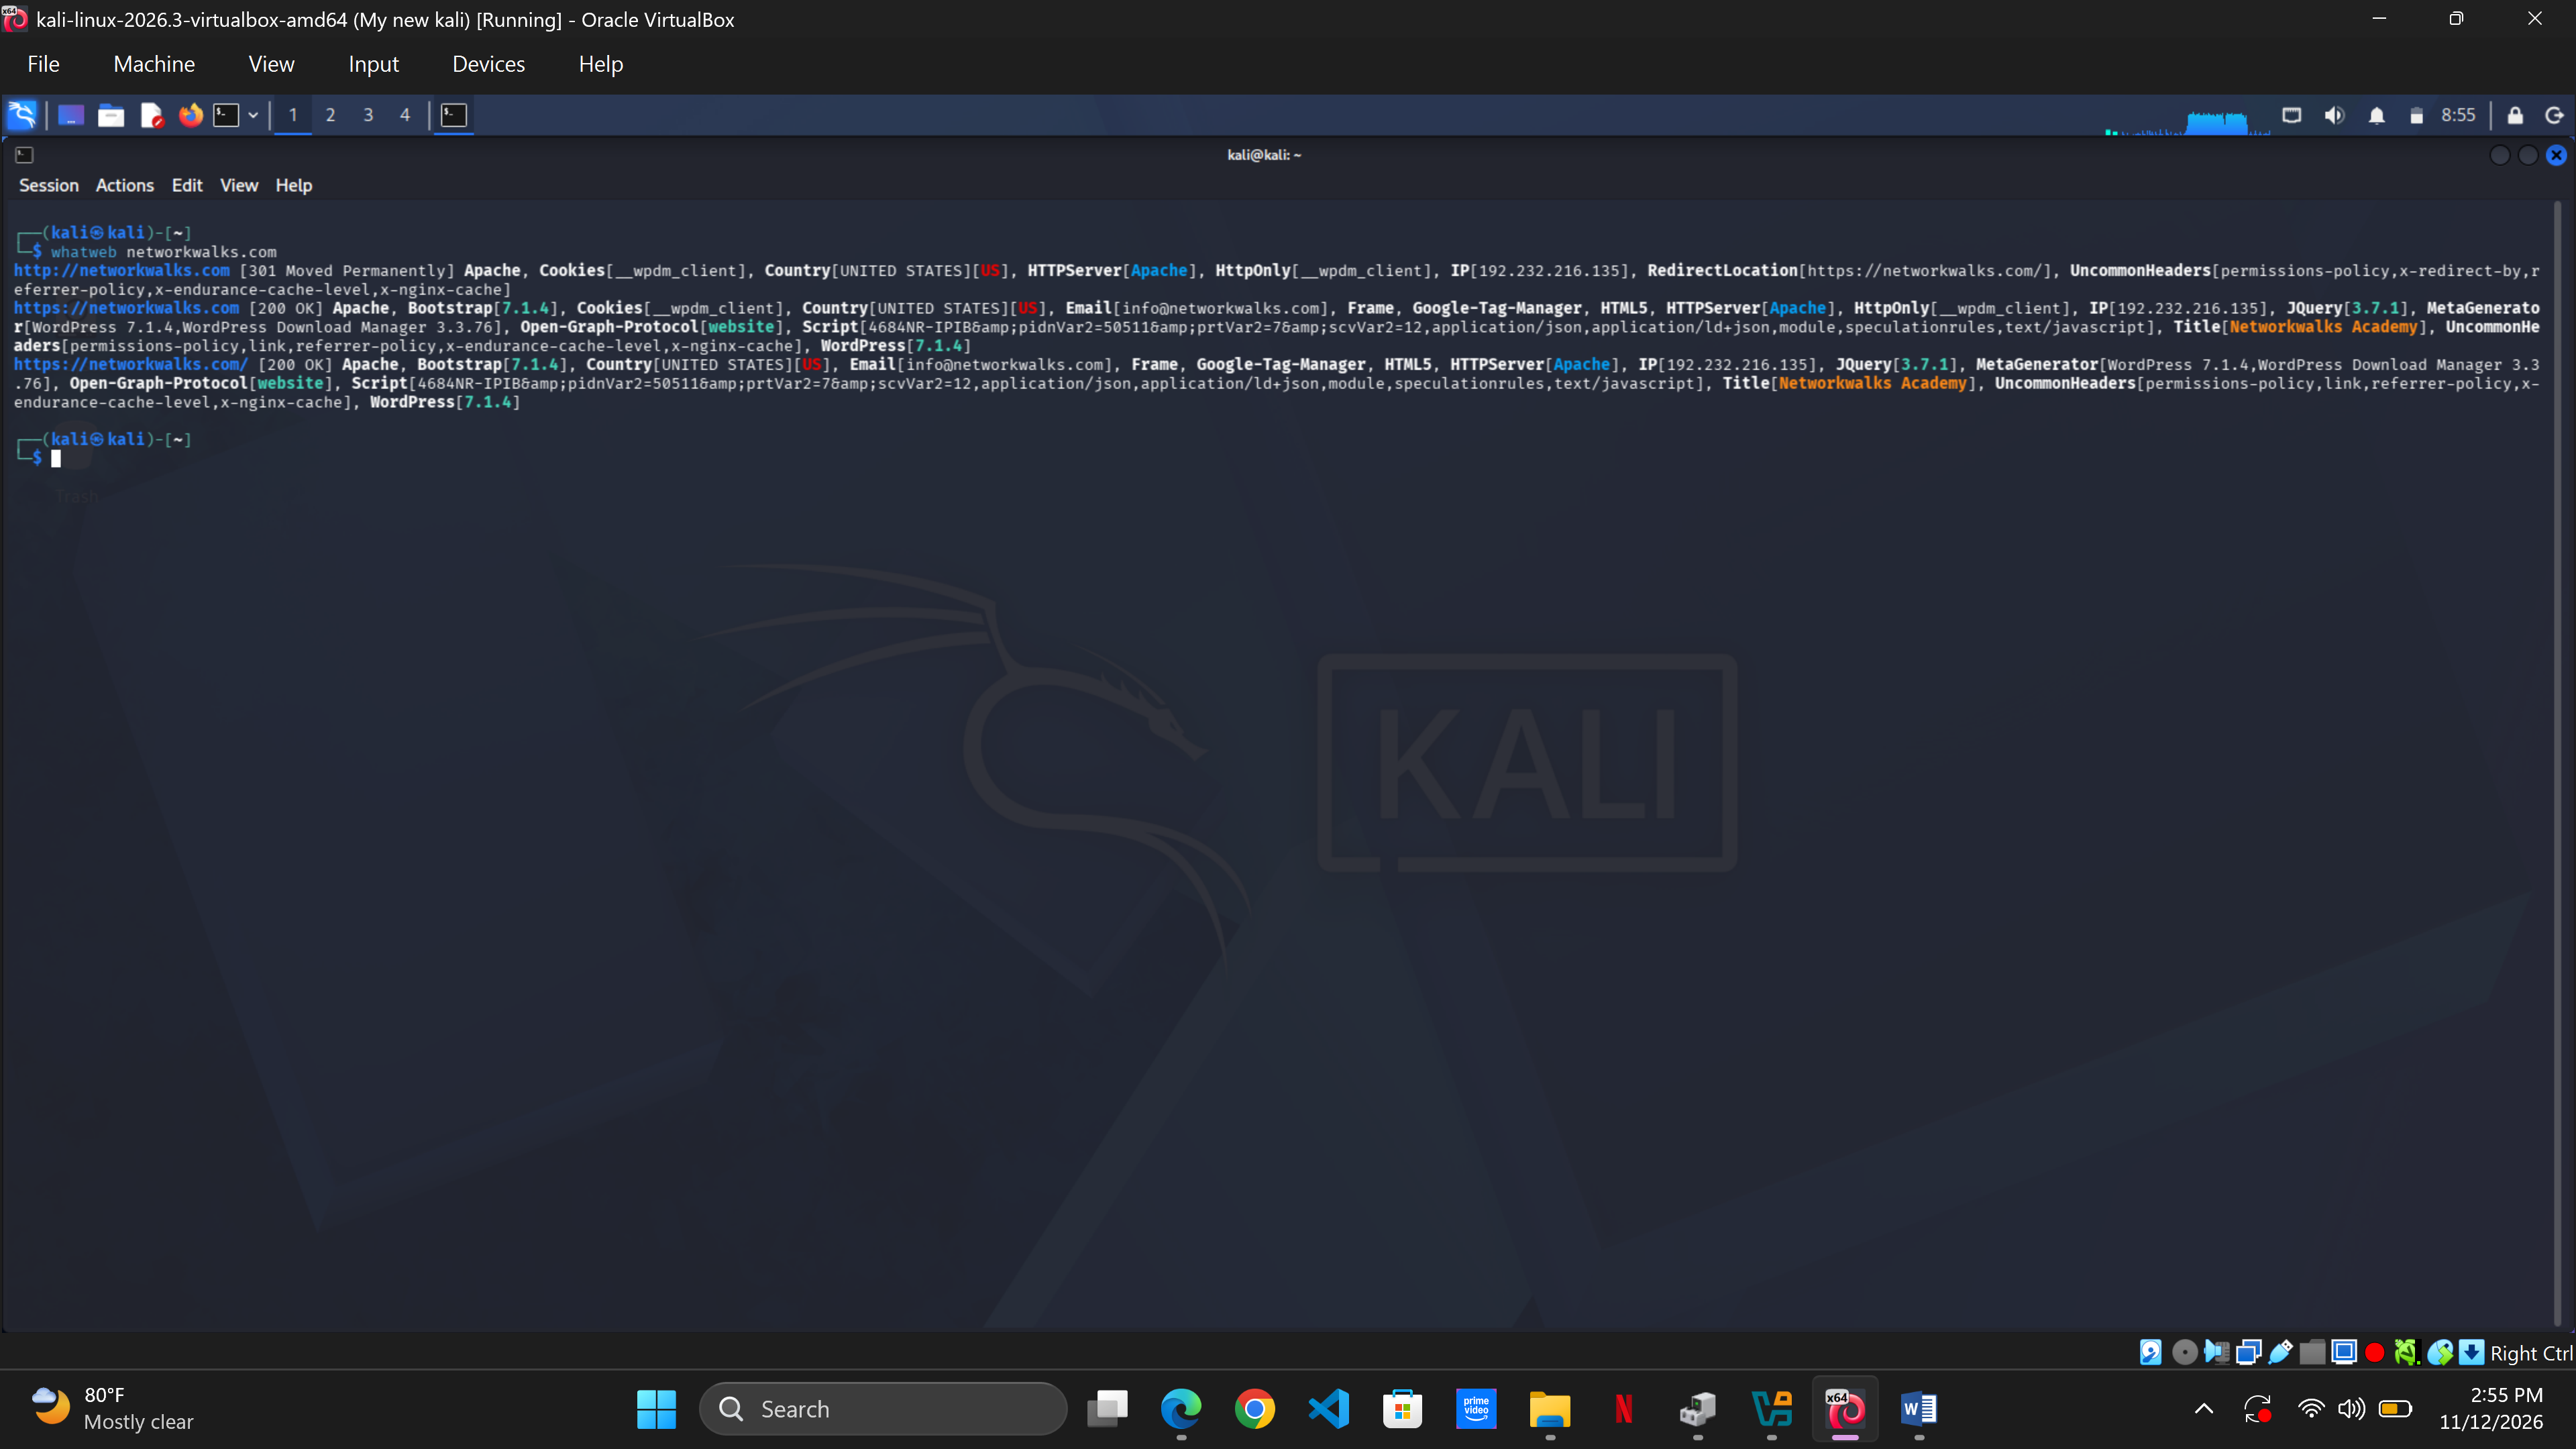 kali-linux-2026.3-virtualbox-amd64 (My new kali) [Running] - Oracle VirtualBox
File Machine View Input Devices Help
1 2 3 4 8:55
kali@kali: ~
Session Actions Edit View Help
┌──(kali㉿kali)-[~]
└─$ whatweb networkwalks.com
http://networkwalks.com [301 Moved Permanently] Apache, Cookies[__wpdm_client], Country[UNITED STATES][US], HTTPServer[Apache], HttpOnly[__wpdm_client], IP[192.232.216.135], RedirectLocation[https://networkwalks.com/], UncommonHeaders[permissions-policy,x-redirect-by,r
eferrer-policy,x-endurance-cache-level,x-nginx-cache]
https://networkwalks.com [200 OK] Apache, Bootstrap[7.1.4], Cookies[__wpdm_client], Country[UNITED STATES][US], Email[info@networkwalks.com], Frame, Google-Tag-Manager, HTML5, HTTPServer[Apache], HttpOnly[__wpdm_client], IP[192.232.216.135], JQuery[3.7.1], MetaGenerato
r[WordPress 7.1.4,WordPress Download Manager 3.3.76], Open-Graph-Protocol[website], Script[4684NR-IPIB&amp;pidnVar2=50511&amp;prtVar2=7&amp;scvVar2=12,application/json,application/ld+json,module,speculationrules,text/javascript], Title[Networkwalks Academy], UncommonHe
aders[permissions-policy,link,referrer-policy,x-endurance-cache-level,x-nginx-cache], WordPress[7.1.4]
https://networkwalks.com/ [200 OK] Apache, Bootstrap[7.1.4], Country[UNITED STATES][US], Email[info@networkwalks.com], Frame, Google-Tag-Manager, HTML5, HTTPServer[Apache], IP[192.232.216.135], JQuery[3.7.1], MetaGenerator[WordPress 7.1.4,WordPress Download Manager 3.3
.76], Open-Graph-Protocol[website], Script[4684NR-IPIB&amp;pidnVar2=50511&amp;prtVar2=7&amp;scvVar2=12,application/json,application/ld+json,module,speculationrules,text/javascript], Title[Networkwalks Academy], UncommonHeaders[permissions-policy,link,referrer-policy,x-
endurance-cache-level,x-nginx-cache], WordPress[7.1.4]
┌──(kali㉿kali)-[~]
└─$
Trash
KALI
Right Ctrl
80°F
Mostly clear
Search
prime video
x64
2:55 PM
11/12/2026